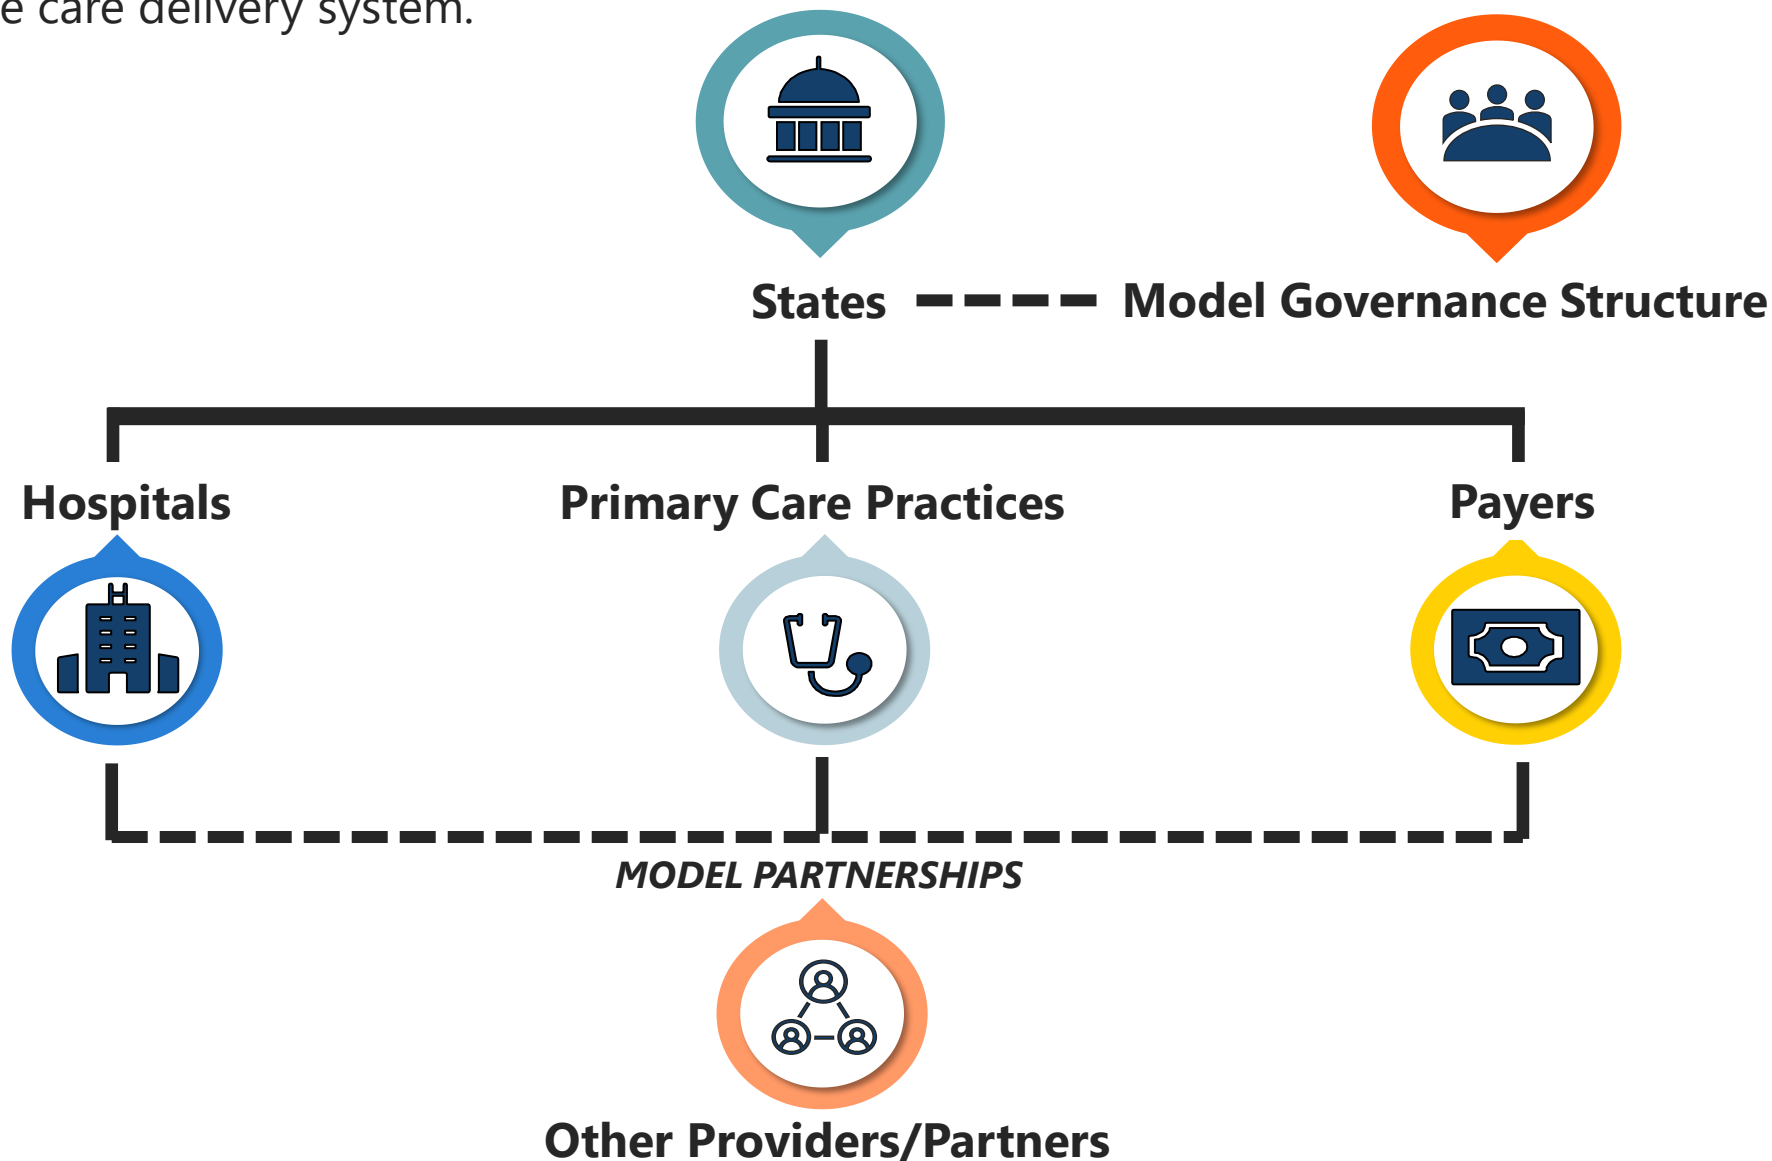 e care delivery system.
States
Model Governance Structure
Hospitals
Primary Care Practices
Payers
MODEL PARTNERSHIPS
Other Providers/Partners